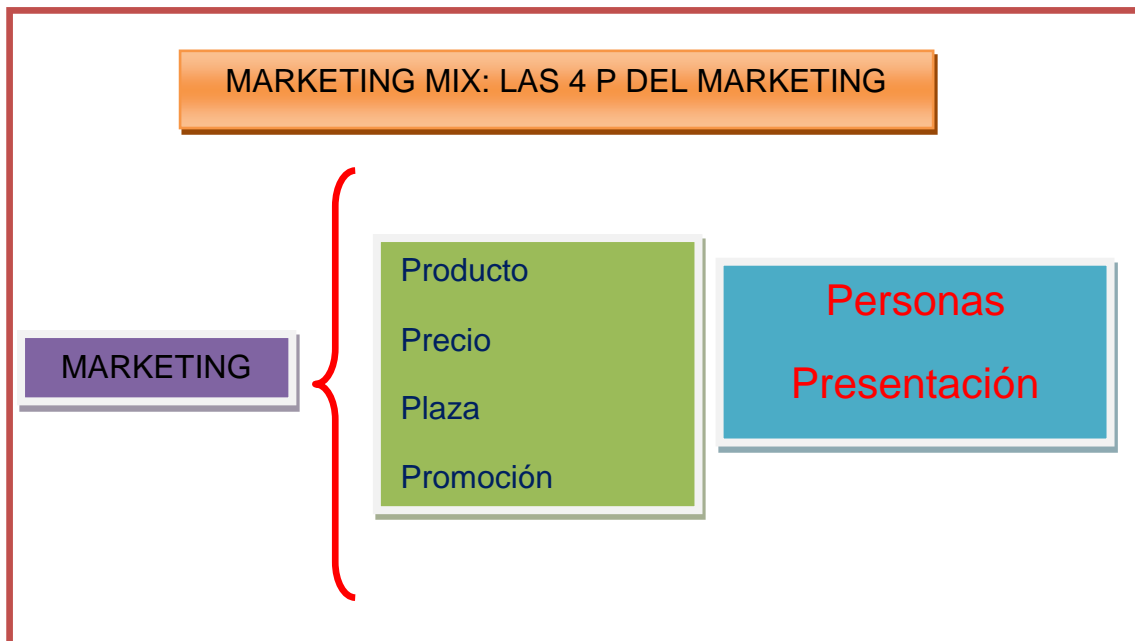 MARKETING MIX: LAS 4 P DEL MARKETING
MARKETING
Producto
Precio
Plaza
Promoción
Personas
Presentación